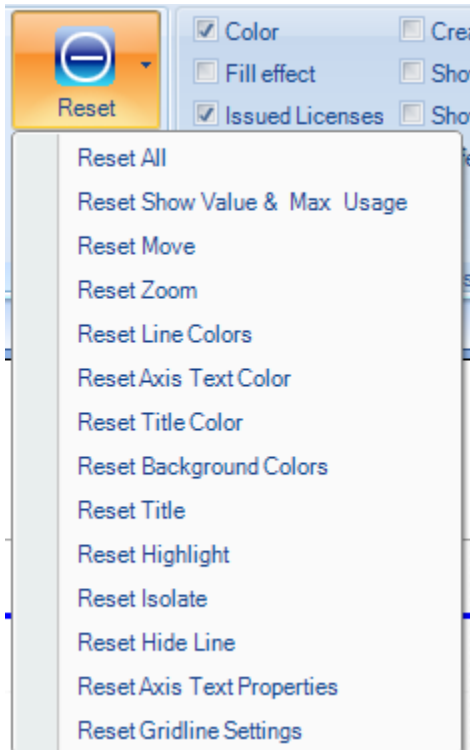 Color
Fill effect
Reset
Issued Licenses
Reset All
Reset Show Value & Max Usage
Reset Move
Reset Zoom
Reset Line Colors
Reset Axis Text Color
Reset Title Color
Reset Background Colors
Reset Title
Reset Highlight
Reset Isolate
Reset Hide Line
Reset Axis Text Properties
Reset Gridline Settings